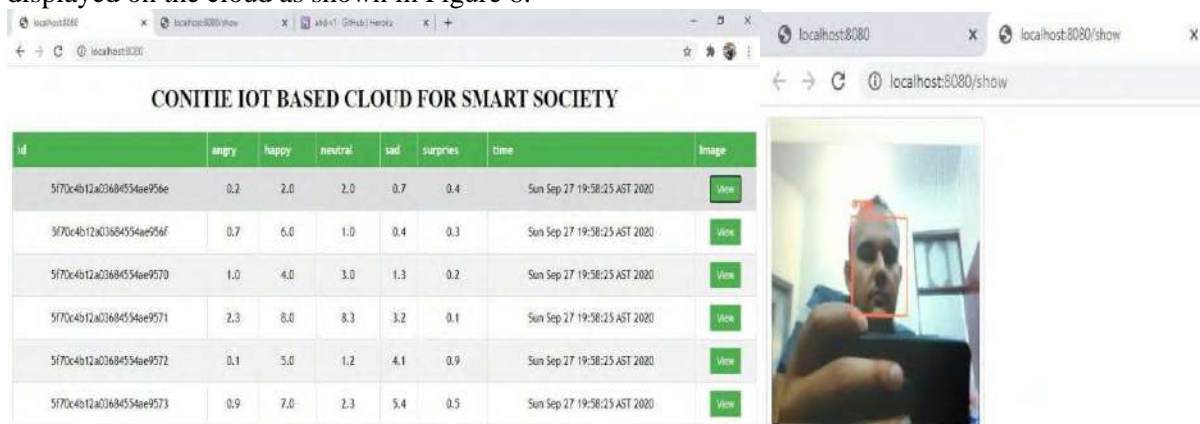 displayed on the cloud as shown in Figure 8.
localhost:8080 localhost:8080/show abd-v1 · GitHub | Heroku
localhost:8080
CONITIE IOT BASED CLOUD FOR SMART SOCIETY
id angry happy neutral sad surpries time Image
5f70c4b12a03684554ae956e 0.2 2.0 2.0 0.7 0.4 Sun Sep 27 19:58:25 AST 2020 View
5f70c4b12a03684554ae956f 0.7 6.0 1.0 0.4 0.3 Sun Sep 27 19:58:25 AST 2020 View
5f70c4b12a03684554ae9570 1.0 4.0 3.0 1.3 0.2 Sun Sep 27 19:58:25 AST 2020 View
5f70c4b12a03684554ae9571 2.3 8.0 8.3 3.2 0.1 Sun Sep 27 19:58:25 AST 2020 View
5f70c4b12a03684554ae9572 0.1 5.0 1.2 4.1 0.9 Sun Sep 27 19:58:25 AST 2020 View
5f70c4b12a03684554ae9573 0.9 7.0 2.3 5.4 0.5 Sun Sep 27 19:58:25 AST 2020 View
localhost:8080 localhost:8080/show
localhost:8080/show